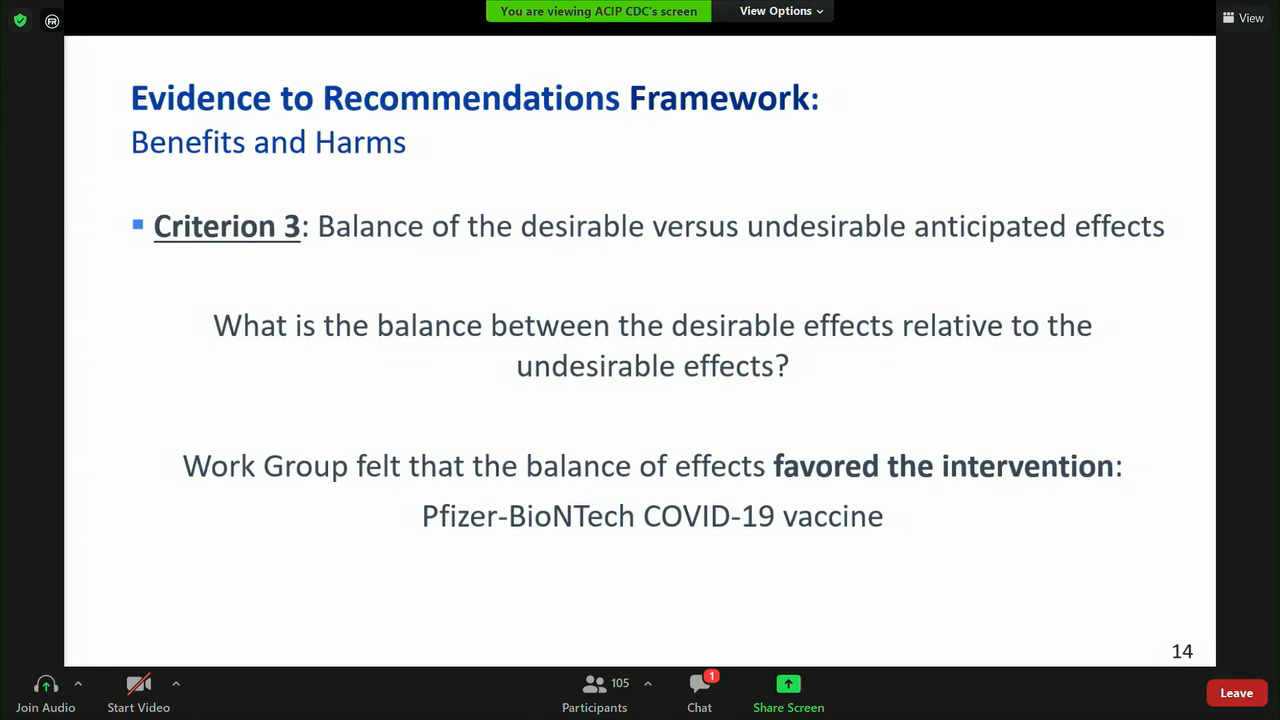 You are viewing ACIP CDC's screen
View Options
FR
View
Evidence to Recommendations Framework:
Benefits and Harms
Criterion 3: Balance of the desirable versus undesirable anticipated effects
What is the balance between the desirable effects relative to the
undesirable effects?
Work Group felt that the balance of effects favored the intervention:
Pfizer-BioNTech COVID-19 vaccine
14
Join Audio
Start Video
105
Participants
1
Chat
Share Screen
Leave